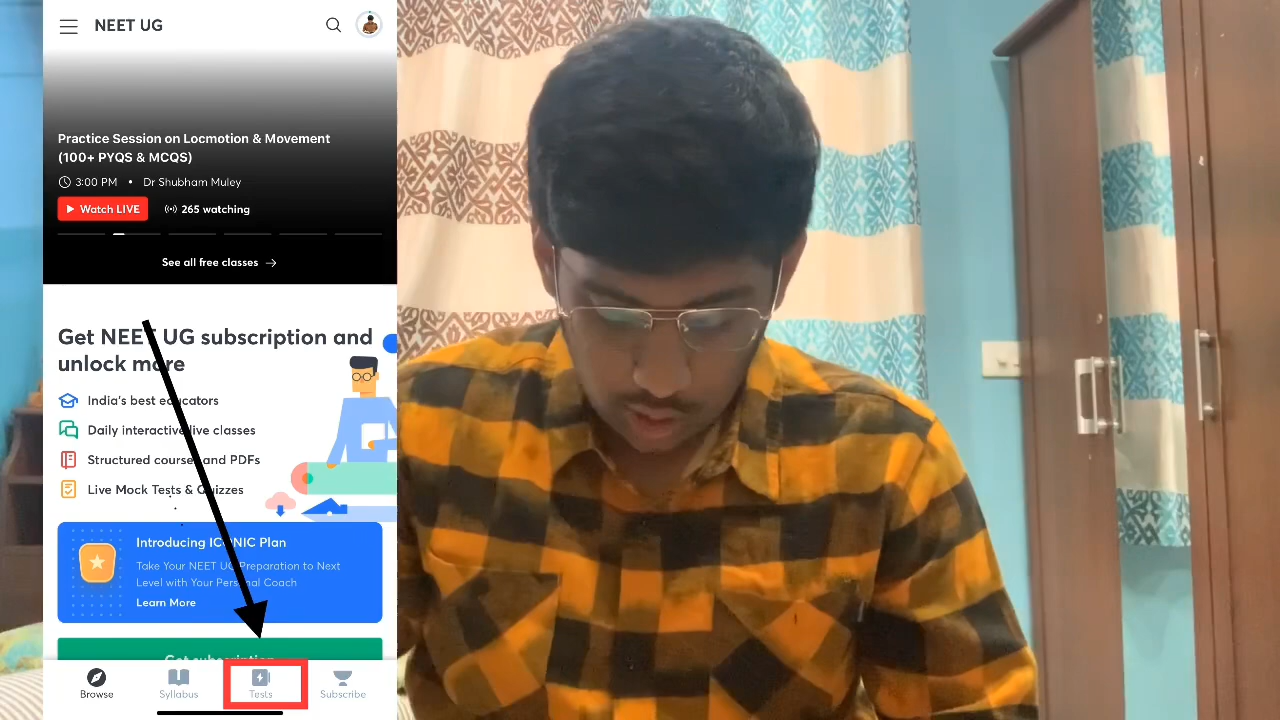 NEET UG
Practice Session on Locmotion & Movement
(100+ PYQS & MCQS)
3:00 PM • Dr Shubham Muley
Watch LIVE 265 watching
See all free classes →
Get NEET UG subscription and
unlock more
India's best educators
Daily interactive live classes
Structured courses and PDFs
Live Mock Tests & Quizzes
Introducing ICONIC Plan
Take Your NEET UG Preparation to Next
Level with Your Personal Coach
Learn More
Get subscription
Browse Syllabus Tests Subscribe